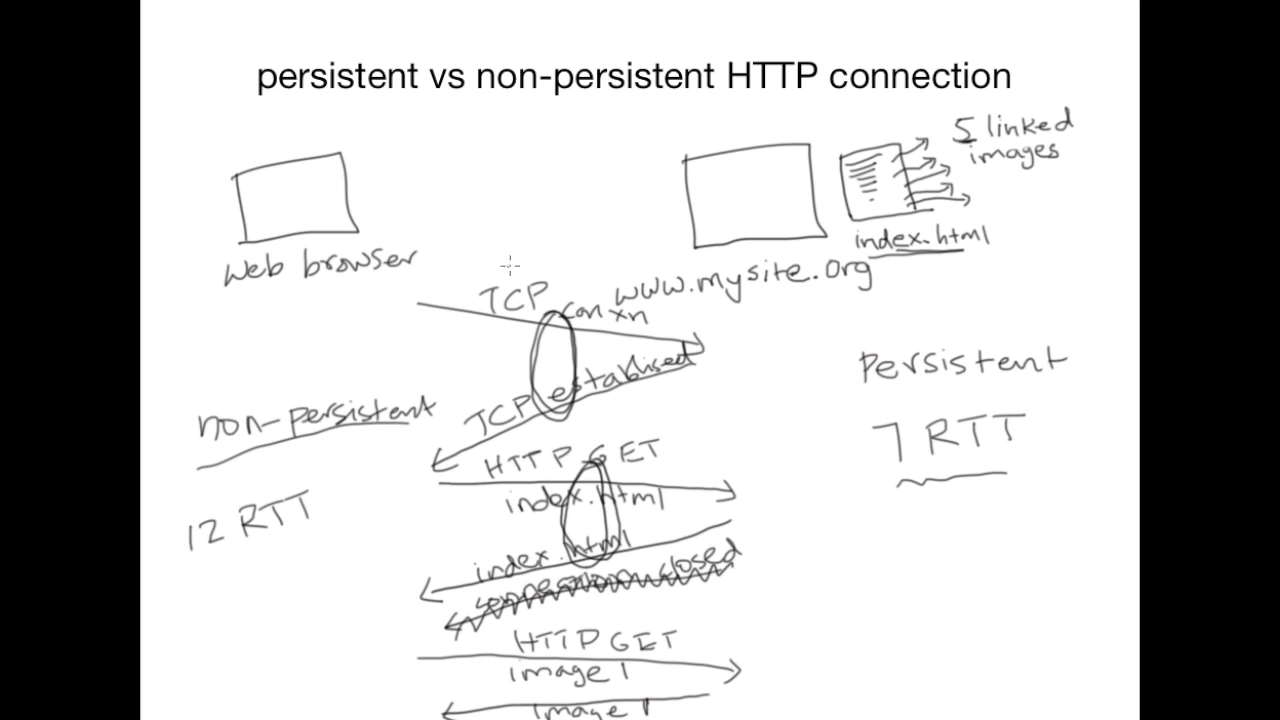 persistent vs non-persistent HTTP connection
5 linked
images
index.html
Web browser
www.mysite.org
TCP conxn
TCP established
Persistent
7 RTT
non-persistent
12 RTT
HTTP GET
index.html
index.html
connection closed
HTTP GET
image 1
image 1